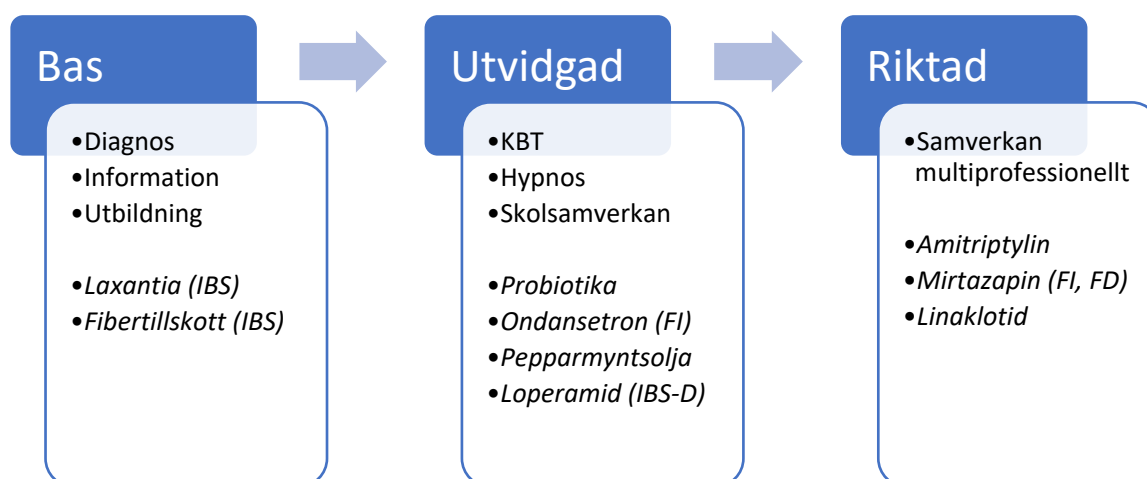 Bas
•Diagnos
•Information
•Utbildning
•Laxantia (IBS)
•Fibertillskott (IBS)
Utvidgad
•KBT
•Hypnos
•Skolsamverkan
•Probiotika
•Ondansetron (FI)
•Pepparmyntsolja
•Loperamid (IBS-D)
Riktad
•Samverkan
multiprofessionellt
•Amitriptylin
•Mirtazapin (FI, FD)
•Linaklotid